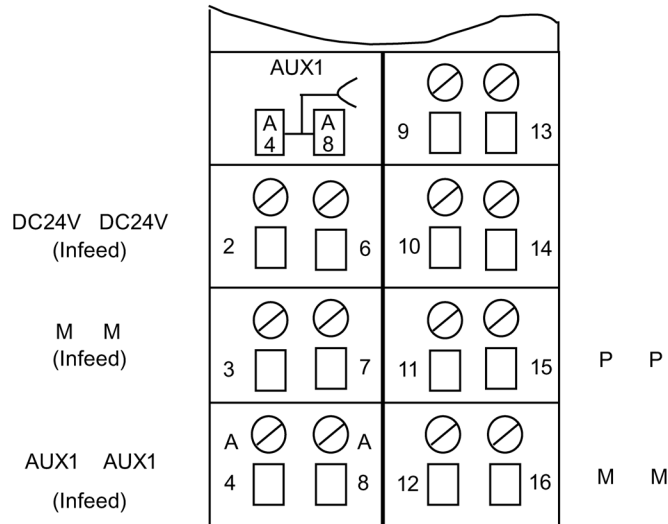 AUX1
A A
4 8
9 13
DC24V DC24V
(Infeed)
2 6 10 14
M M
(Infeed)
3 7 11 15
P P
A A
AUX1 AUX1
(Infeed)
4 8 12 16
M M